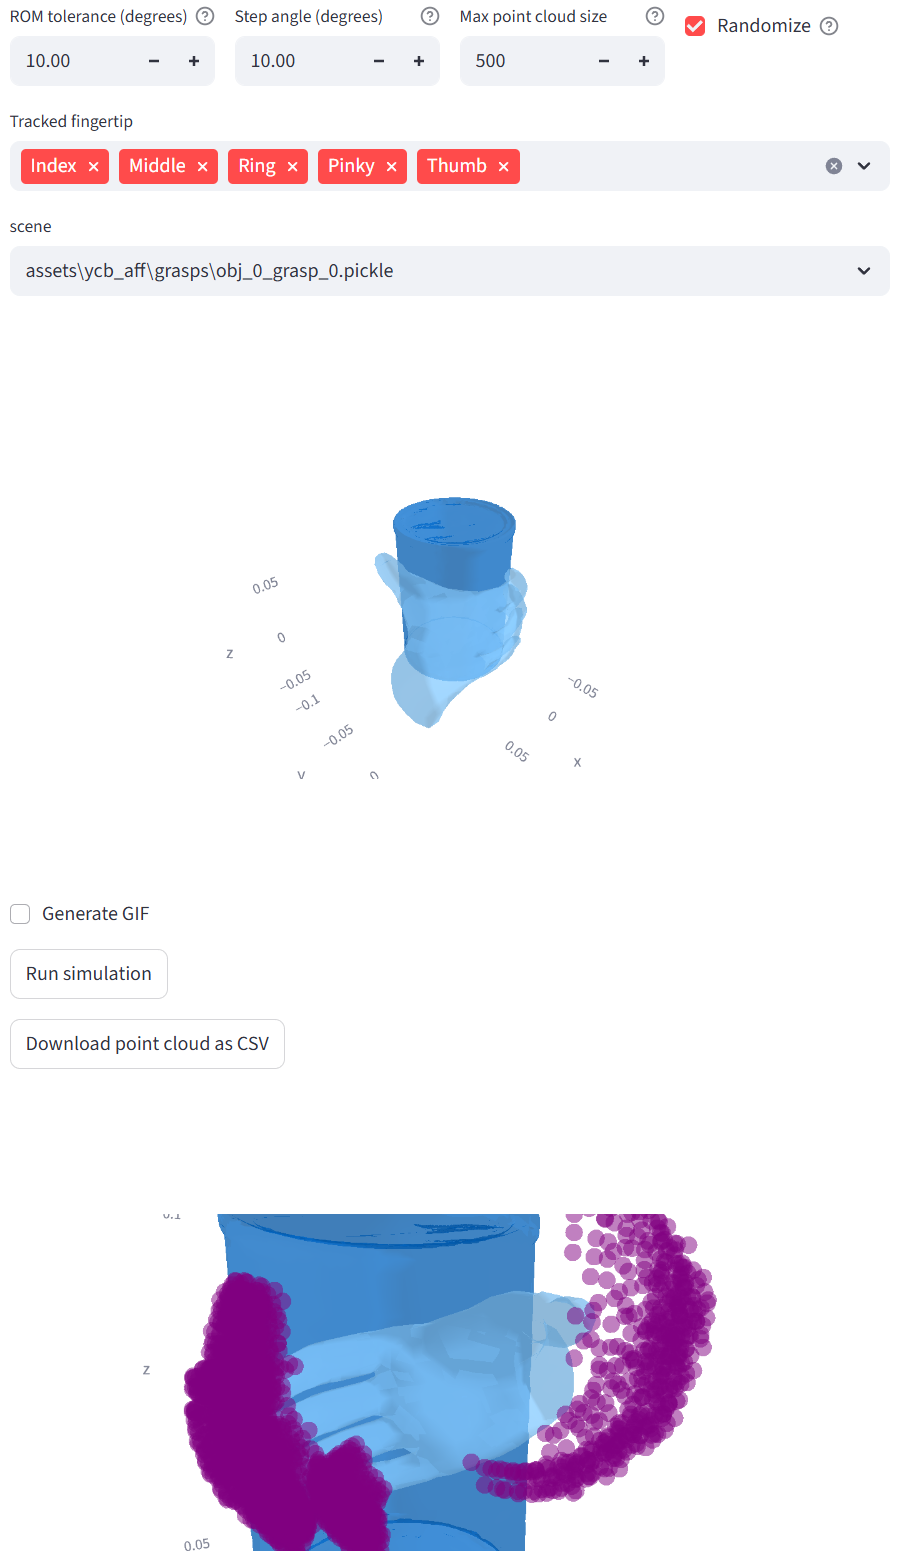 ROM tolerance (degrees)
Step angle (degrees)
Max point cloud size
Randomize
10.00
10.00
500
Tracked fingertip
Index
Middle
Ring
Pinky
Thumb
scene
assets\ycb_aff\grasps\obj_0_grasp_0.pickle
0.05
0
z
−0.05
−0.1
−0.05
y
0
−0.05
0
0.05
x
Generate GIF
Run simulation
Download point cloud as CSV
0.1
z
0.05